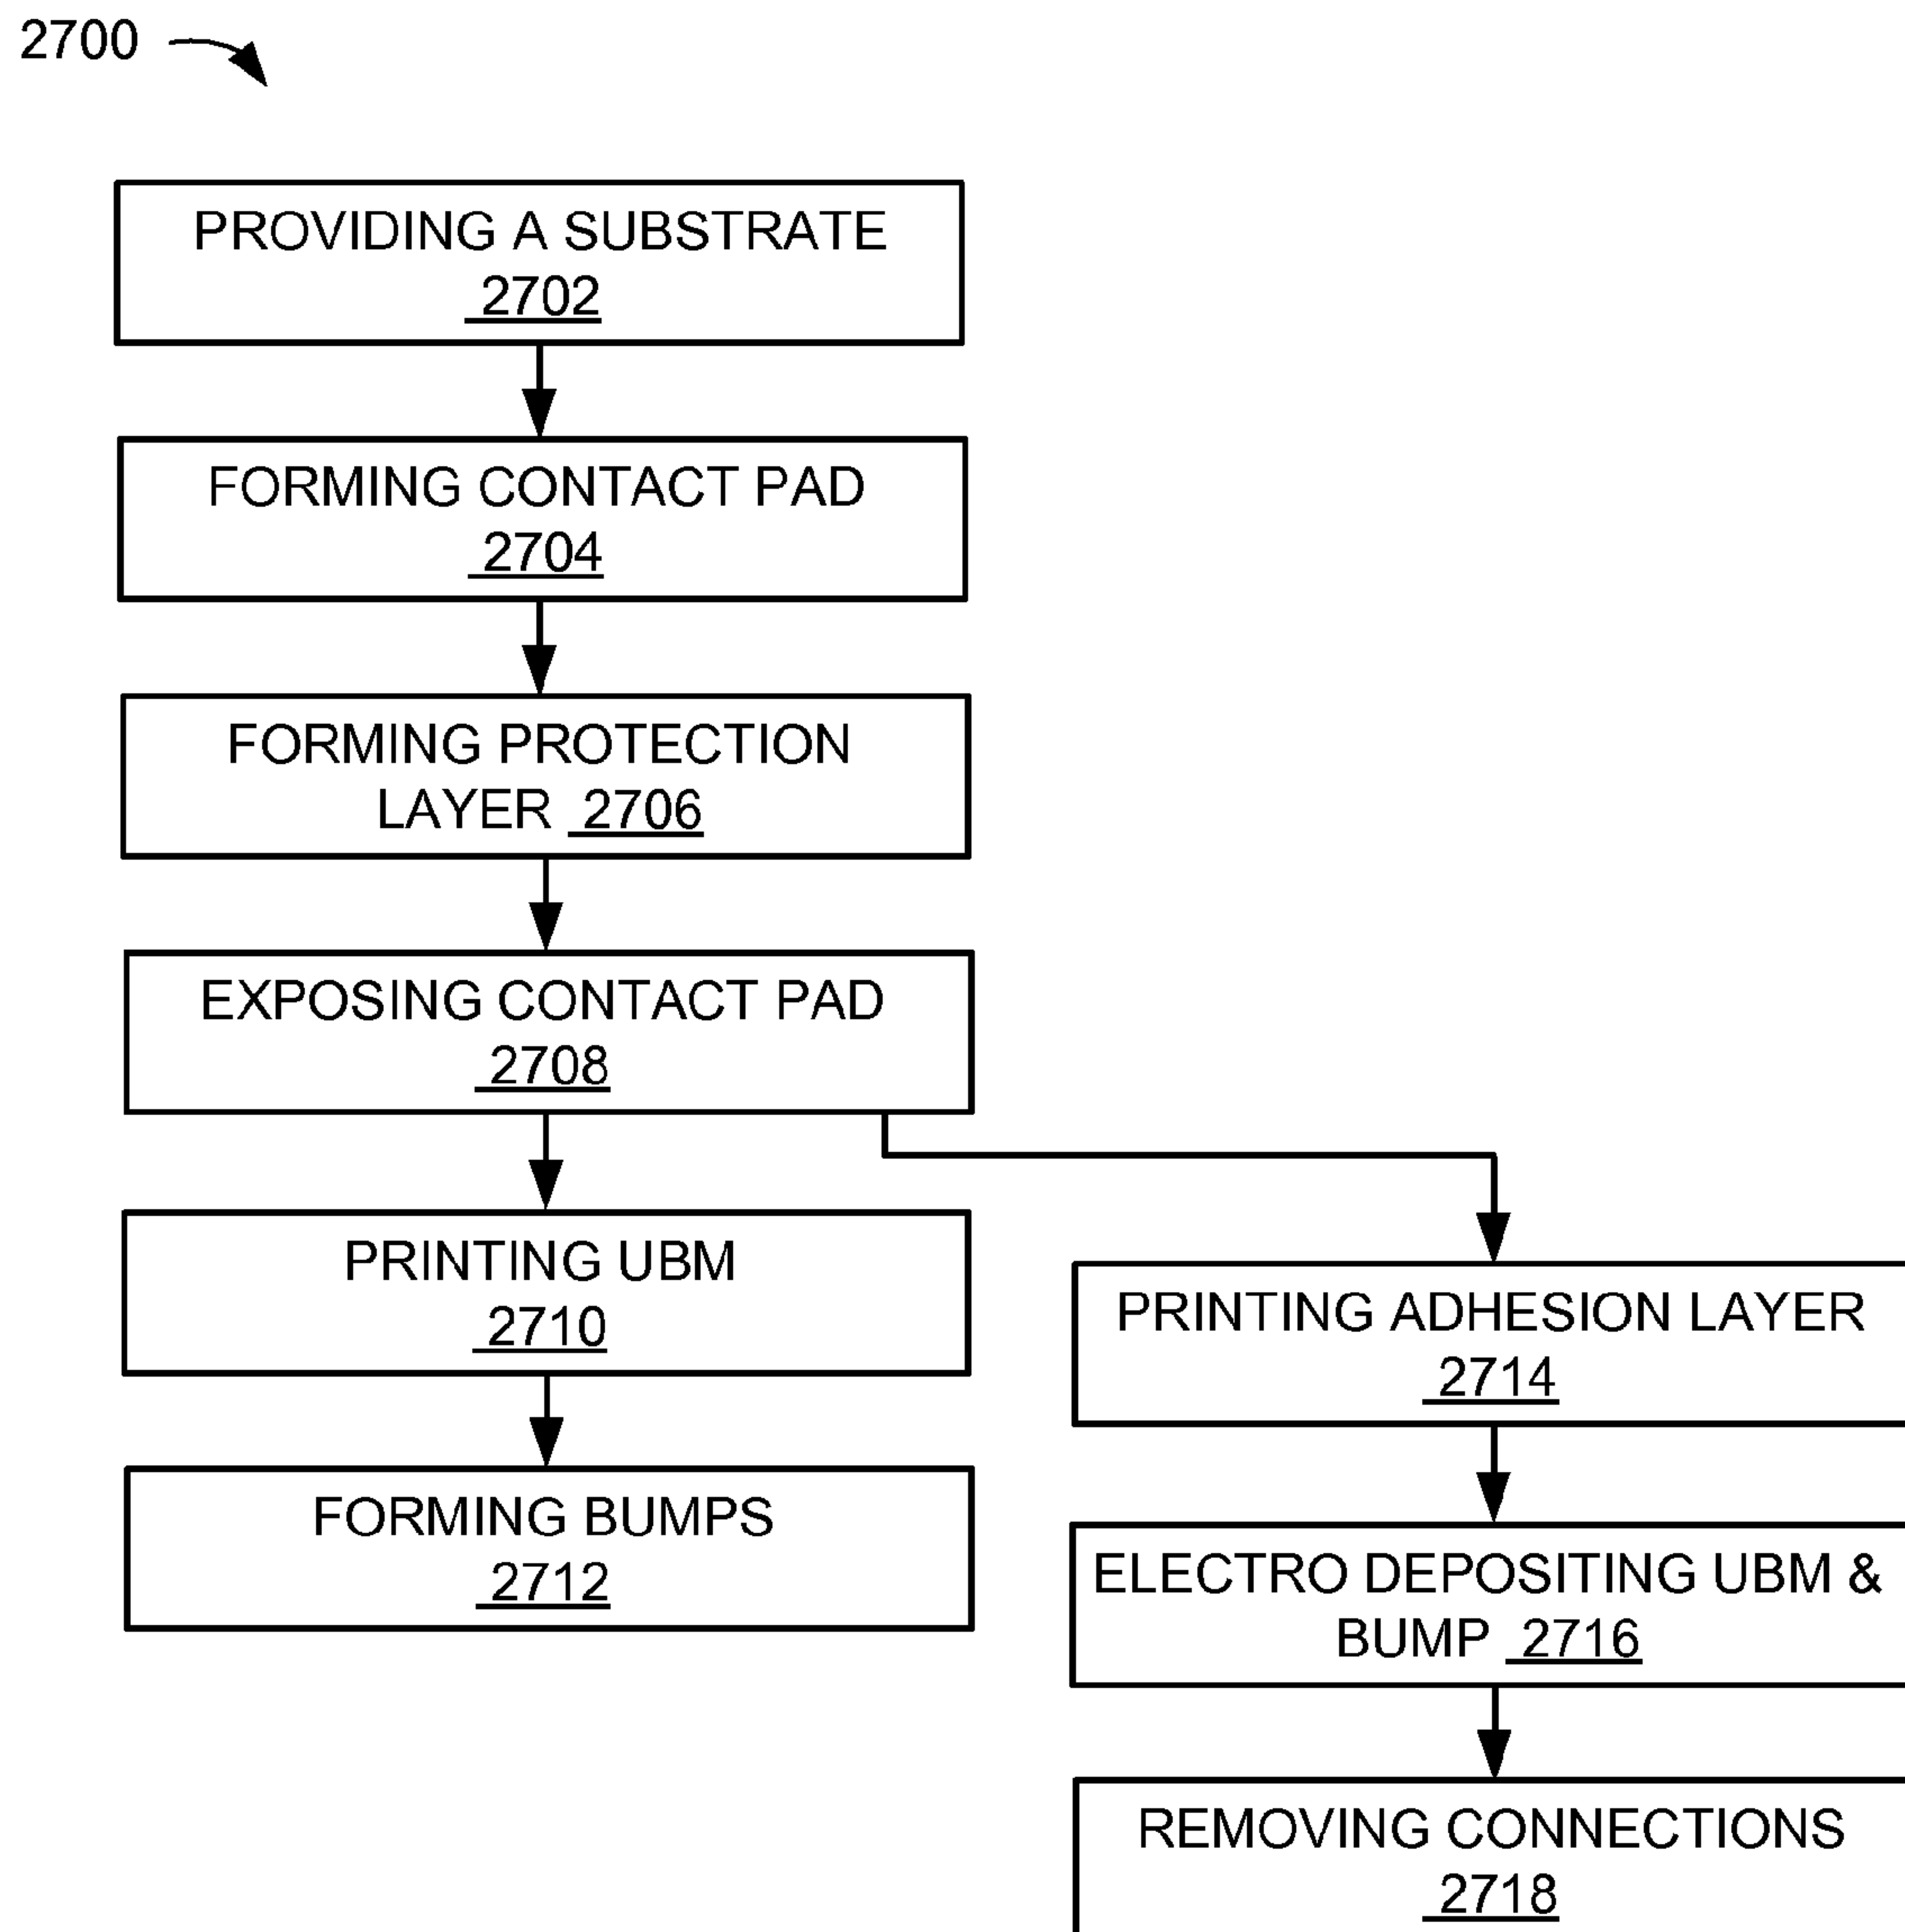 2700
PROVIDING A SUBSTRATE
2702
FORMING CONTACT PAD
2704
FORMING PROTECTION
LAYER 2706
EXPOSING CONTACT PAD
2708
PRINTING UBM
2710
FORMING BUMPS
2712
PRINTING ADHESION LAYER
2714
ELECTRO DEPOSITING UBM &
BUMP 2716
REMOVING CONNECTIONS
2718